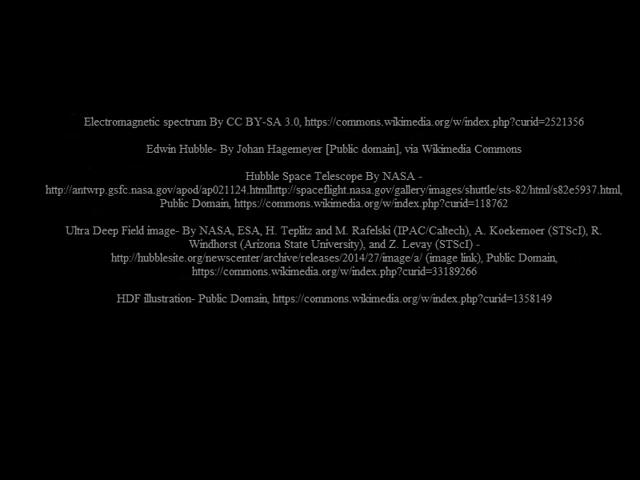 Electromagnetic spectrum By CC BY-SA 3.0, https://commons.wikimedia.org/w/index.php?curid=2521356
Edwin Hubble- By Johan Hagemeyer [Public domain], via Wikimedia Commons
Hubble Space Telescope By NASA -
http://antwrp.gsfc.nasa.gov/apod/ap021124.htmlhttp://spaceflight.nasa.gov/gallery/images/shuttle/sts-82/html/s82e5937.html,
Public Domain, https://commons.wikimedia.org/w/index.php?curid=118762
Ultra Deep Field image- By NASA, ESA, H. Teplitz and M. Rafelski (IPAC/Caltech), A. Koekemoer (STScI), R.
Windhorst (Arizona State University), and Z. Levay (STScI) -
http://hubblesite.org/newscenter/archive/releases/2014/27/image/a/ (image link), Public Domain,
https://commons.wikimedia.org/w/index.php?curid=33189266
HDF illustration- Public Domain, https://commons.wikimedia.org/w/index.php?curid=1358149